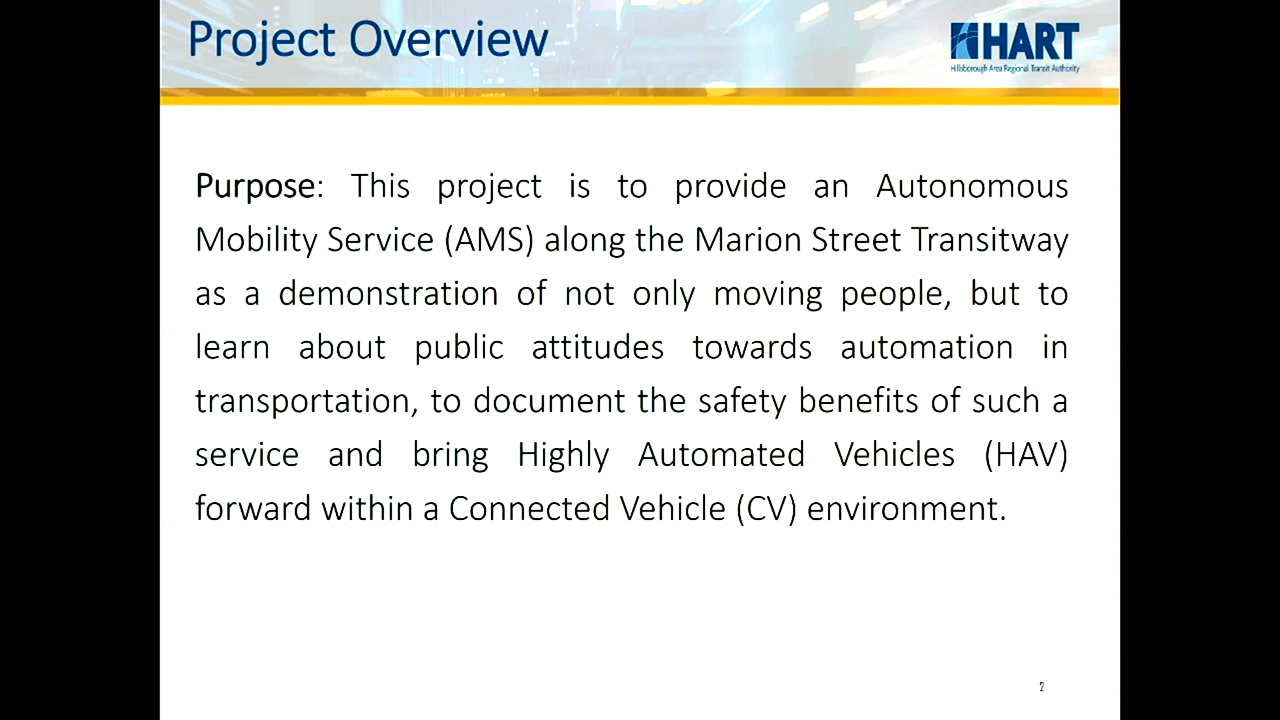 Project Overview
HART
Hillsborough Area Regional Transit Authority
Purpose: This project is to provide an Autonomous
Mobility Service (AMS) along the Marion Street Transitway
as a demonstration of not only moving people, but to
learn about public attitudes towards automation in
transportation, to document the safety benefits of such a
service and bring Highly Automated Vehicles (HAV)
forward within a Connected Vehicle (CV) environment.
2